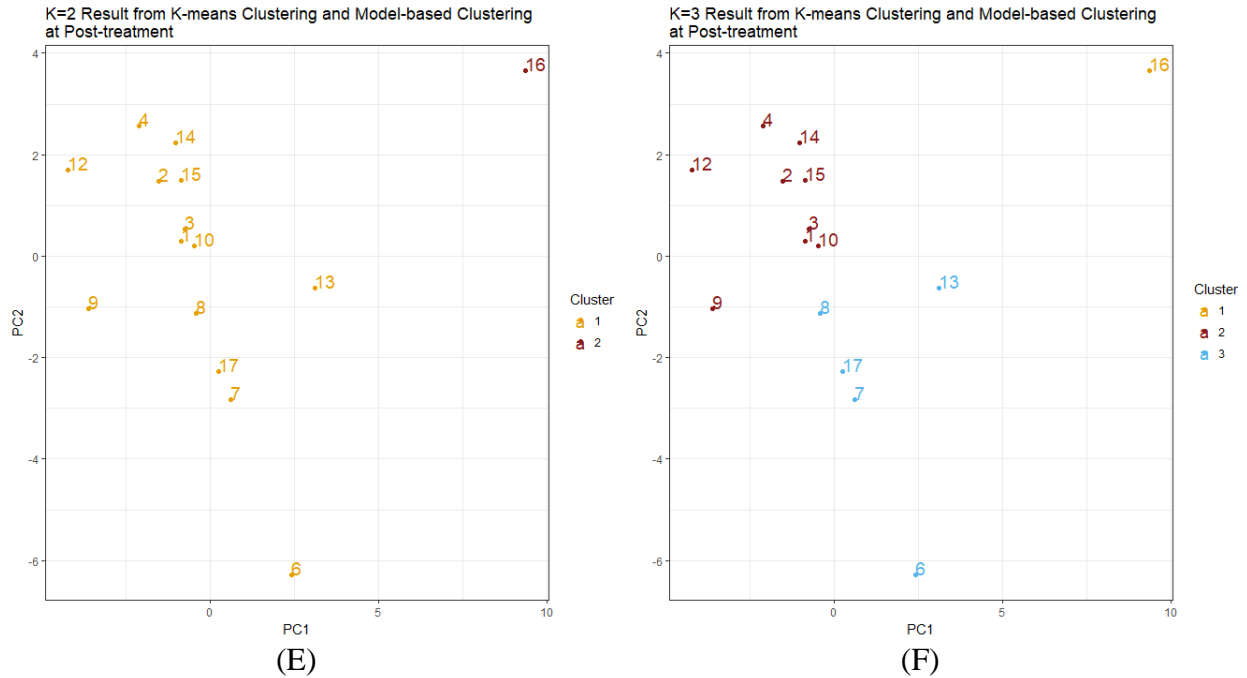 K=2 Result from K-means Clustering and Model-based Clustering
at Post-treatment
4
2
0
-2
-4
-6
PC2
16
4
14
12
2
15
3
1
10
13
9
8
17
7
6
0
5
10
PC1
Cluster
a 1
a 2
(E)
K=3 Result from K-means Clustering and Model-based Clustering
at Post-treatment
4
2
0
-2
-4
-6
PC2
16
4
14
12
2
15
3
1
10
13
9
8
17
7
6
0
5
10
PC1
Cluster
a 1
a 2
a 3
(F)